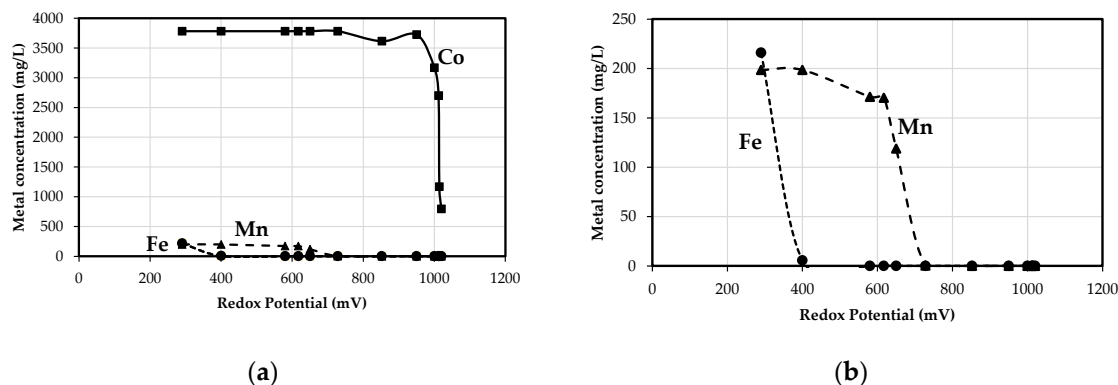 4000
3500
3000
2500
2000
1500
1000
500
0
Metal concentration (mg/L)
Co
Mn
Fe
0 200 400 600 800 1000 1200
Redox Potential (mV)
(a)
250
200
150
100
50
0
Metal concentration (mg/L)
Fe
Mn
0 200 400 600 800 1000 1200
Redox Potential (mV)
(b)